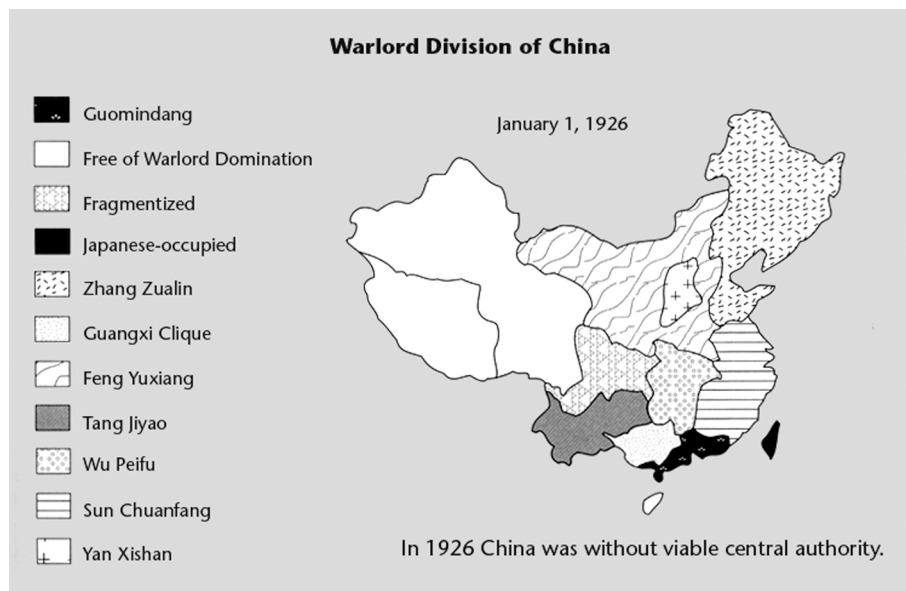 Warlord Division of China
January 1, 1926
Guomindang
Free of Warlord Domination
Fragmentized
Japanese-occupied
Zhang Zualin
Guangxi Clique
Feng Yuxiang
Tang Jiyao
Wu Peifu
Sun Chuanfang
Yan Xishan
In 1926 China was without viable central authority.